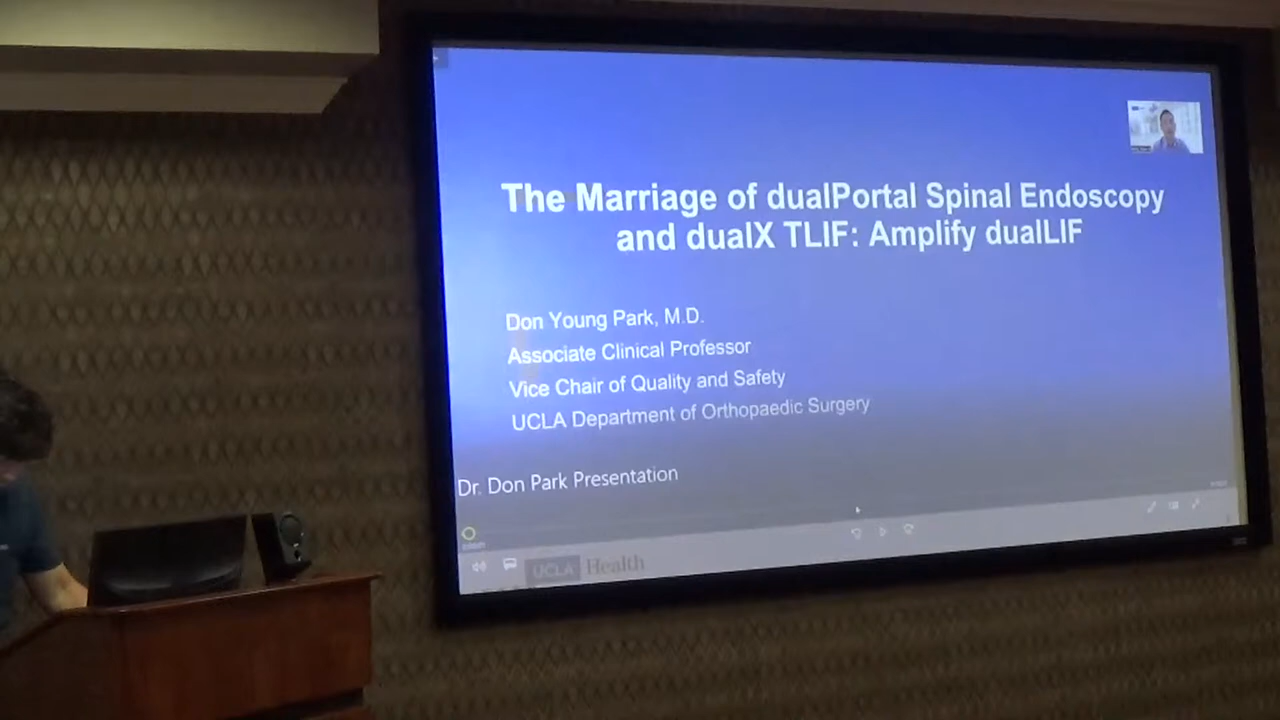 The Marriage of dualPortal Spinal Endoscopy
and dualX TLIF: Amplify dualLIF
Don Young Park, M.D.
Associate Clinical Professor
Vice Chair of Quality and Safety
UCLA Department of Orthopaedic Surgery
Dr. Don Park Presentation
UCLA Health